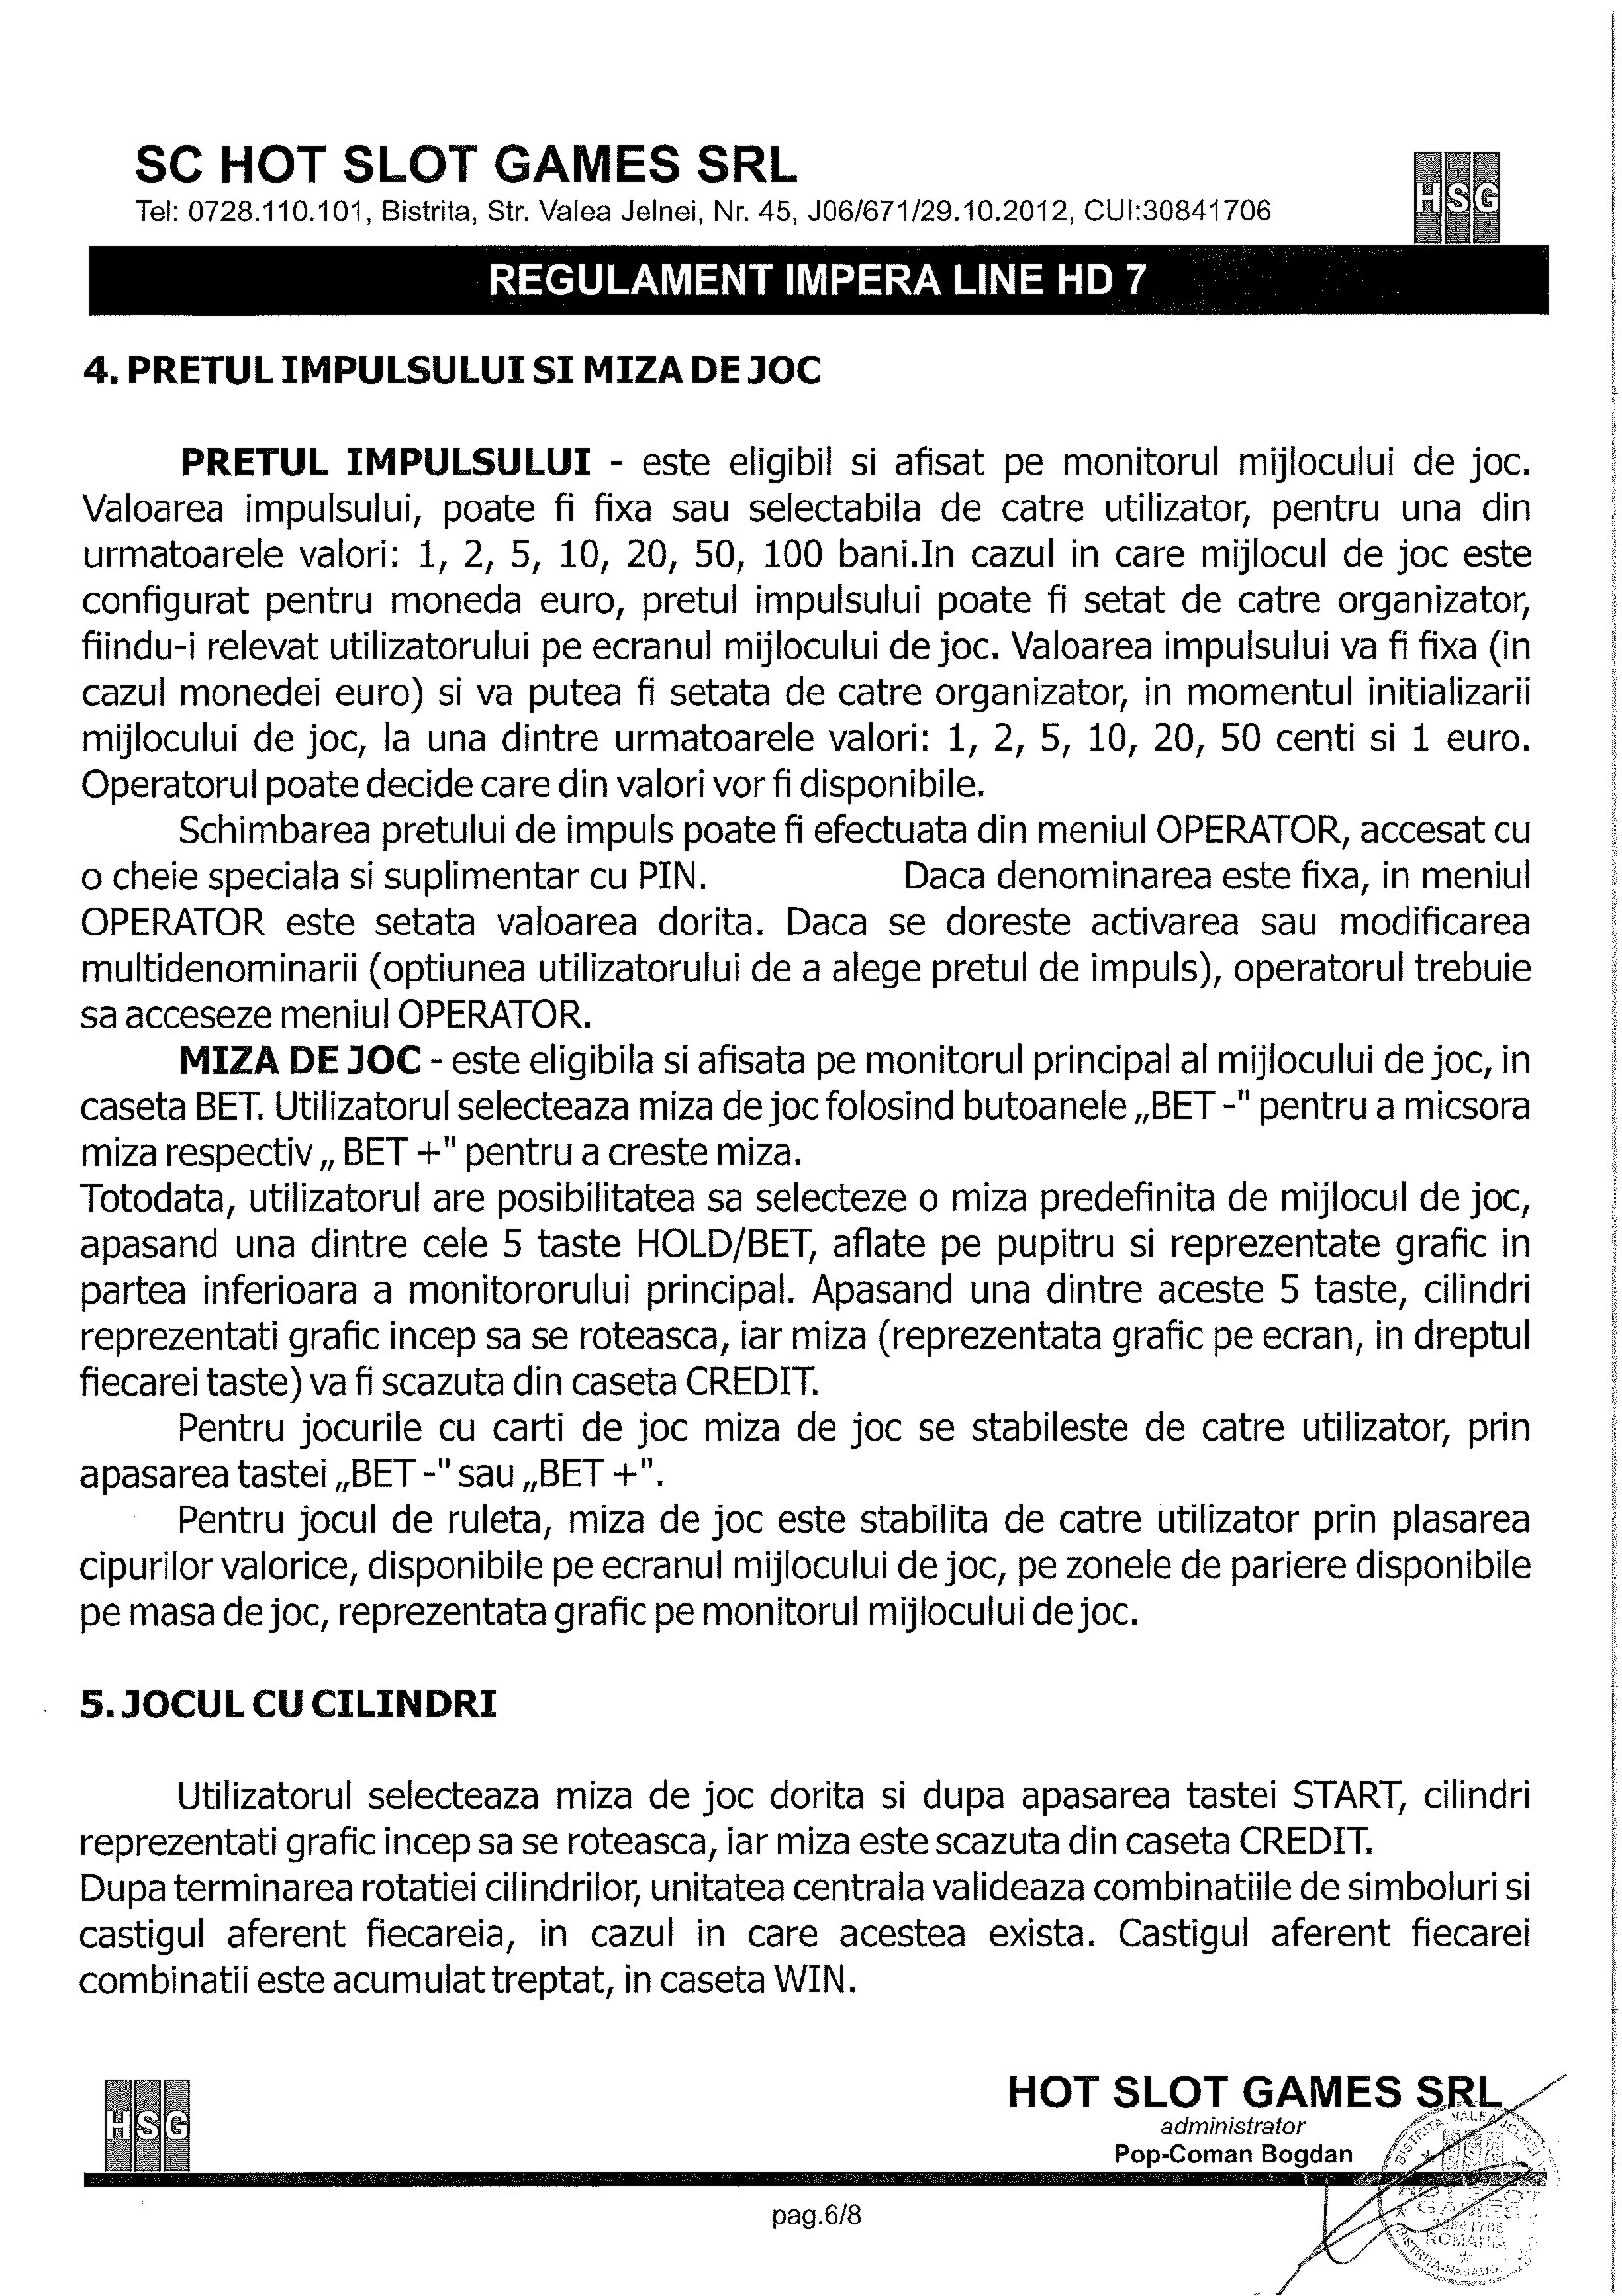 SC HOT SLOT GAMES SRL
Tel: 0728.110.101, Bistrita, Str. Valea Jelnei, Nr. 45, J06/671/29.10.2012, CUI:30841706
HSG
REGULAMENT IMPERA LINE HD 7
4. PRETUL IMPULSULUI SI MIZA DE JOC
PRETUL IMPULSULUI - este eligibil si afisat pe monitorul mijlocului de joc.
Valoarea impulsului, poate fi fixa sau selectabila de catre utilizator, pentru una din
urmatoarele valori: 1, 2, 5, 10, 20, 50, 100 bani.In cazul in care mijlocul de joc este
configurat pentru moneda euro, pretul impulsului poate fi setat de catre organizator,
fiindu-i relevat utilizatorului pe ecranul mijlocului de joc. Valoarea impulsului va fi fixa (in
cazul monedei euro) si va putea fi setata de catre organizator, in momentul initializarii
mijlocului de joc, la una dintre urmatoarele valori: 1, 2, 5, 10, 20, 50 centi si 1 euro.
Operatorul poate decide care din valori vor fi disponibile.
Schimbarea pretului de impuls poate fi efectuata din meniul OPERATOR, accesat cu
o cheie speciala si suplimentar cu PIN. Daca denominarea este fixa, in meniul
OPERATOR este setata valoarea dorita. Daca se doreste activarea sau modificarea
multidenominarii (optiunea utilizatorului de a alege pretul de impuls), operatorul trebuie
sa acceseze meniul OPERATOR.
MIZA DE JOC - este eligibila si afisata pe monitorul principal al mijlocului de joc, in
caseta BET. Utilizatorul selecteaza miza de joc folosind butoanele „BET -" pentru a micsora
miza respectiv „ BET +" pentru a creste miza.
Totodata, utilizatorul are posibilitatea sa selecteze o miza predefinita de mijlocul de joc,
apasand una dintre cele 5 taste HOLD/BET, aflate pe pupitru si reprezentate grafic in
partea inferioara a monitororului principal. Apasand una dintre aceste 5 taste, cilindri
reprezentati grafic incep sa se roteasca, iar miza (reprezentata grafic pe ecran, in dreptul
fiecarei taste) va fi scazuta din caseta CREDIT.
Pentru jocurile cu carti de joc miza de joc se stabileste de catre utilizator, prin
apasarea tastei „BET -" sau „BET +".
Pentru jocul de ruleta, miza de joc este stabilita de catre utilizator prin plasarea
cipurilor valorice, disponibile pe ecranul mijlocului de joc, pe zonele de pariere disponibile
pe masa de joc, reprezentata grafic pe monitorul mijlocului de joc.
5. JOCUL CU CILINDRI
Utilizatorul selecteaza miza de joc dorita si dupa apasarea tastei START, cilindri
reprezentati grafic incep sa se roteasca, iar miza este scazuta din caseta CREDIT.
Dupa terminarea rotatiei cilindrilor, unitatea centrala valideaza combinatiile de simboluri si
castigul aferent fiecareia, in cazul in care acestea exista. Castigul aferent fiecarei
combinatii este acumulat treptat, in caseta WIN.
HSG
HOT SLOT GAMES SRL
administrator
Pop-Coman Bogdan
pag.6/8
HOT SLOT
GAMES
ROMANIA